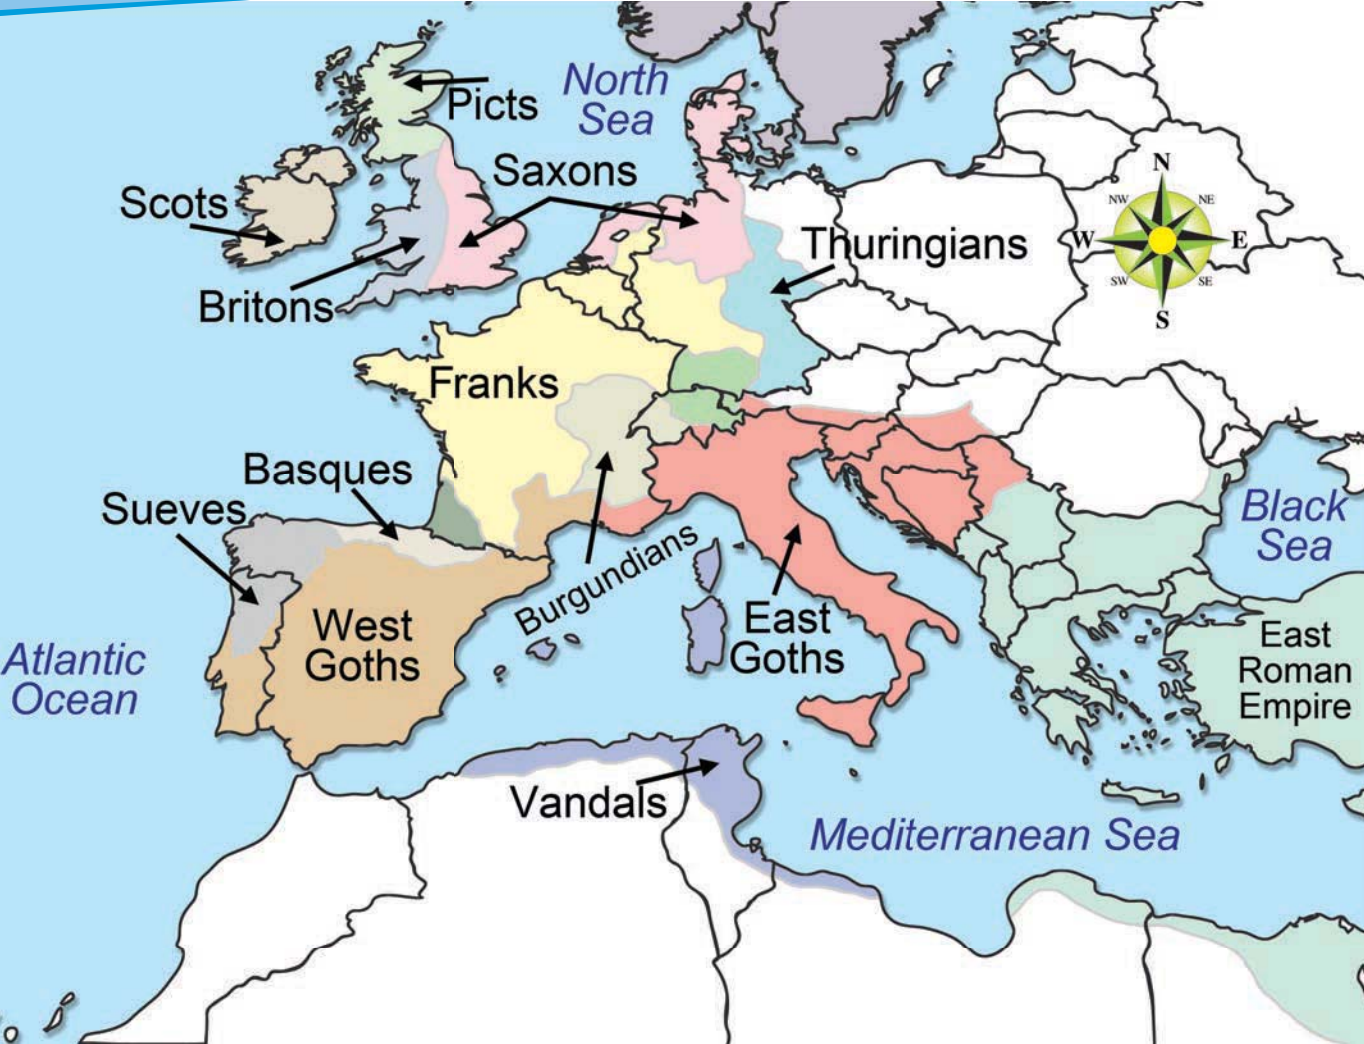 North
Sea
Picts
Saxons
Scots
Britons
Thuringians
N
NW
NE
W
E
SW
SE
S
Franks
Basques
Sueves
Burgundians
Black
Sea
West
Goths
East
Goths
East
Roman
Empire
Atlantic
Ocean
Vandals
Mediterranean Sea